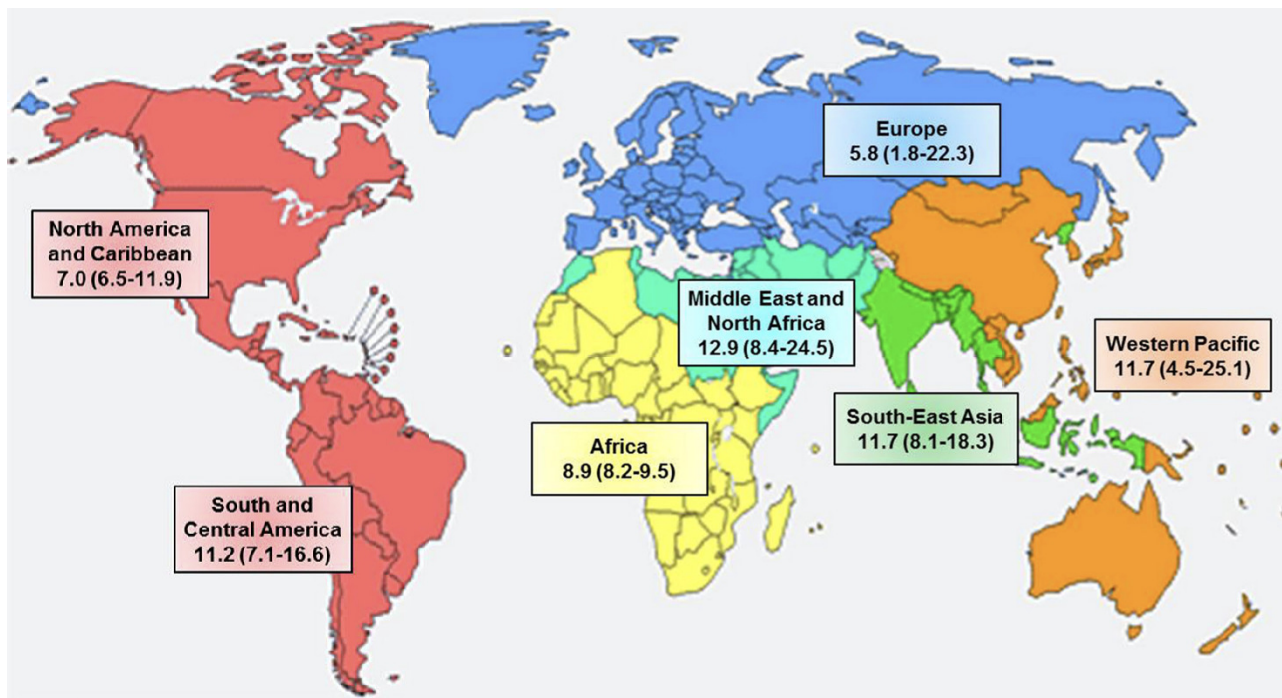 Europe
5.8 (1.8-22.3)
North America
and Caribbean
7.0 (6.5-11.9)
Middle East and
North Africa
12.9 (8.4-24.5)
Western Pacific
11.7 (4.5-25.1)
South-East Asia
11.7 (8.1-18.3)
Africa
8.9 (8.2-9.5)
South and
Central America
11.2 (7.1-16.6)